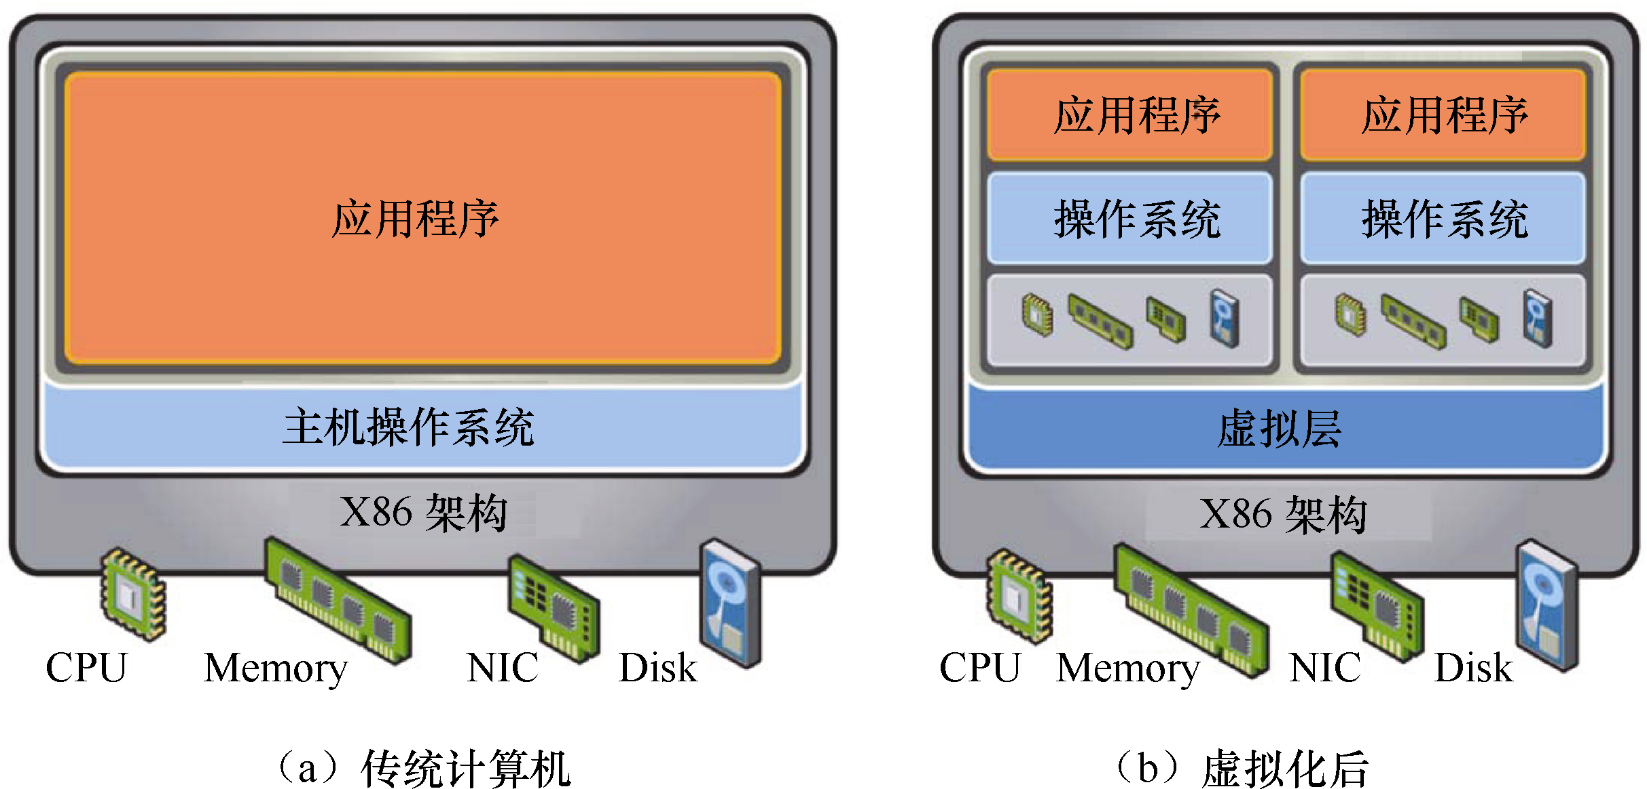 应用程序
主机操作系统
X86 架构
CPU Memory NIC Disk
（a）传统计算机
应用程序 应用程序
操作系统 操作系统
虚拟层
X86 架构
CPU Memory NIC Disk
（b）虚拟化后